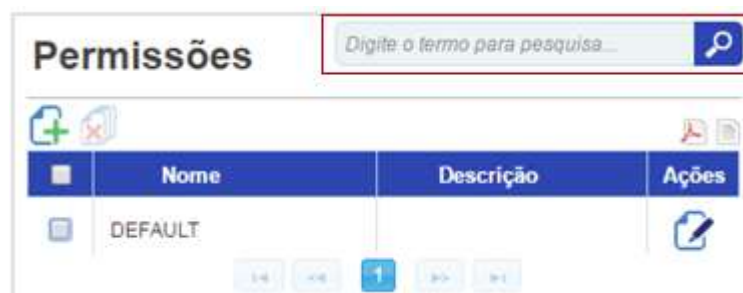 Permissões
Digite o termo para pesquisa...
Nome Descrição Ações
DEFAULT
1